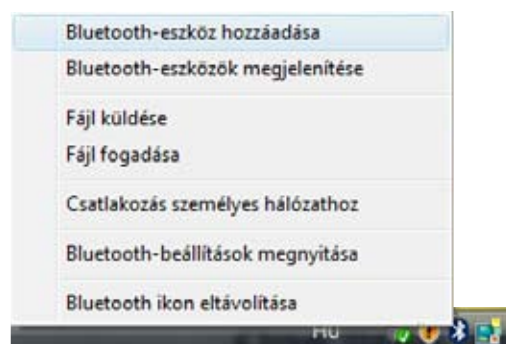 Bluetooth-eszköz hozzáadása
Bluetooth-eszközök megjelenítése
Fájl küldése
Fájl fogadása
Csatlakozás személyes hálózathoz
Bluetooth-beállítások megnyitása
Bluetooth ikon eltávolítása
HU